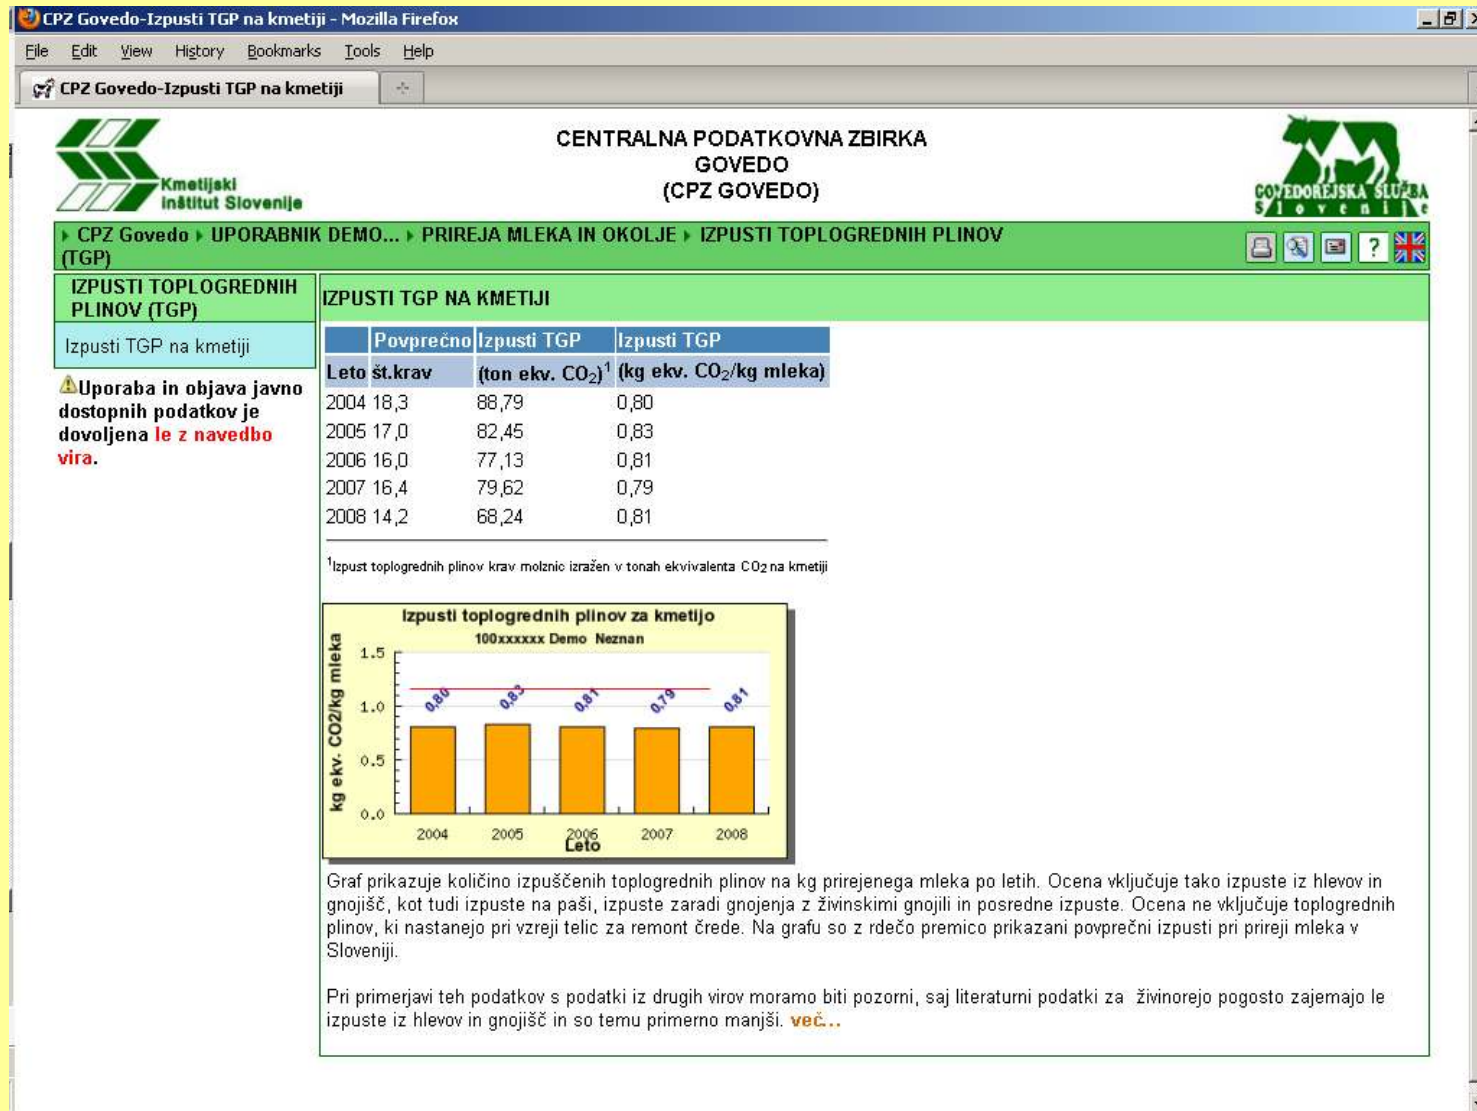 CPZ Govedo-Izpusti TGP na kmetiji - Mozilla Firefox
File Edit View History Bookmarks Tools Help
CPZ Govedo-Izpusti TGP na kmetiji
Kmetijski
inštitut Slovenije
CENTRALNA PODATKOVNA ZBIRKA
GOVEDO
(CPZ GOVEDO)
GOVEDOREJSKA SLUŽBA
Slovenije
CPZ Govedo UPORABNIK DEMO... PRIREJA MLEKA IN OKOLJE IZPUSTI TOPLOGREDNIH PLINOV
(TGP)
?
IZPUSTI TOPLOGREDNIH
PLINOV (TGP)
Izpusti TGP na kmetiji
Uporaba in objava javno
dostopnih podatkov je
dovoljena le z navedbo
vira.
IZPUSTI TGP NA KMETIJI
Povprečno Izpusti TGP Izpusti TGP
Leto št.krav (ton ekv. CO₂)¹ (kg ekv. CO₂/kg mleka)
2004 18,3 88,79 0,80
2005 17,0 82,45 0,83
2006 16,0 77,13 0,81
2007 16,4 79,62 0,79
2008 14,2 68,24 0,81
¹Izpust toplogrednih plinov krav molznic izražen v tonah ekvivalenta CO₂ na kmetiji
Izpusti toplogrednih plinov za kmetijo
100xxxxxx Demo Neznan
kg ekv. CO2/kg mleka
1.5
1.0
0.5
0.0
0,80 0,83 0,81 0,79 0,81
2004 2005 2006 2007 2008
Leto
Graf prikazuje količino izpuščenih toplogrednih plinov na kg prirejenega mleka po letih. Ocena vključuje tako izpuste iz hlevov in
gnojišč, kot tudi izpuste na paši, izpuste zaradi gnojenja z živinskimi gnojili in posredne izpuste. Ocena ne vključuje toplogrednih
plinov, ki nastanejo pri vzreji telic za remont črede. Na grafu so z rdečo premico prikazani povprečni izpusti pri prireji mleka v
Sloveniji.
Pri primerjavi teh podatkov s podatki iz drugih virov moramo biti pozorni, saj literaturni podatki za živinorejo pogosto zajemajo le
izpuste iz hlevov in gnojišč in so temu primerno manjši. več...